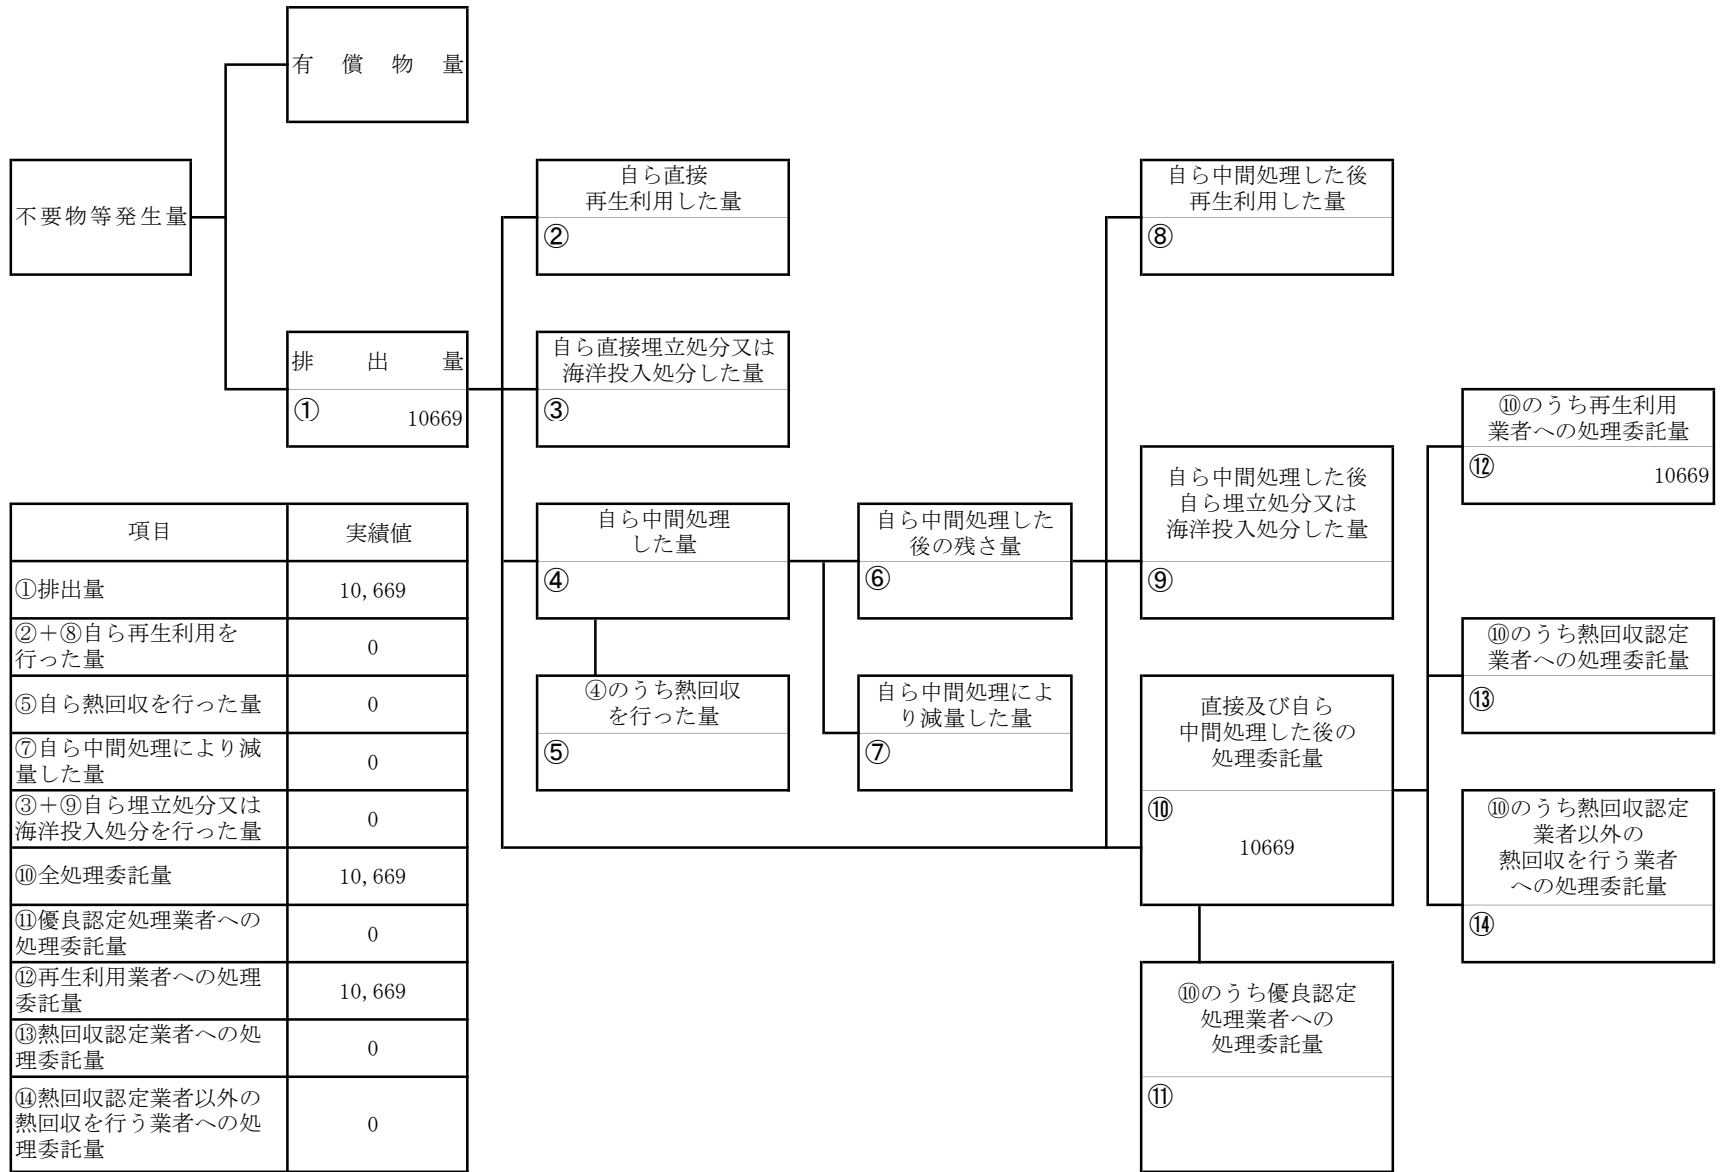 有償物量
不要物等発生量
排出量
① 10669
自ら直接
再生利用した量
②
自ら直接埋立処分又は
海洋投入処分した量
③
自ら中間処理
した量
④
④のうち熱回収
を行った量
⑤
自ら中間処理した
後の残さ量
⑥
自ら中間処理によ
り減量した量
⑦
自ら中間処理した後
再生利用した量
⑧
自ら中間処理した後
自ら埋立処分又は
海洋投入処分した量
⑨
直接及び自ら
中間処理した後の
処理委託量
⑩
10669
⑩のうち優良認定
処理業者への
処理委託量
⑪
⑩のうち再生利用
業者への処理委託量
⑫ 10669
⑩のうち熱回収認定
業者への処理委託量
⑬
⑩のうち熱回収認定
業者以外の
熱回収を行う業者
への処理委託量
⑭
項目 実績値
①排出量 10,669
②+⑧自ら再生利用を
行った量 0
⑤自ら熱回収を行った量 0
⑦自ら中間処理により減
量した量 0
③+⑨自ら埋立処分又は
海洋投入処分を行った量 0
⑩全処理委託量 10,669
⑪優良認定処理業者への
処理委託量 0
⑫再生利用業者への処理
委託量 10,669
⑬熱回収認定業者への処
理委託量 0
⑭熱回収認定業者以外の
熱回収を行う業者への処
理委託量 0